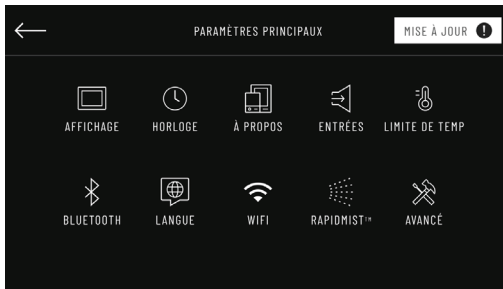 PARAMÈTRES PRINCIPAUX
MISE À JOUR !
AFFICHAGE HORLOGE À PROPOS ENTRÉES LIMITE DE TEMP
BLUETOOTH LANGUE WIFI RAPIDMIST™ AVANCÉ